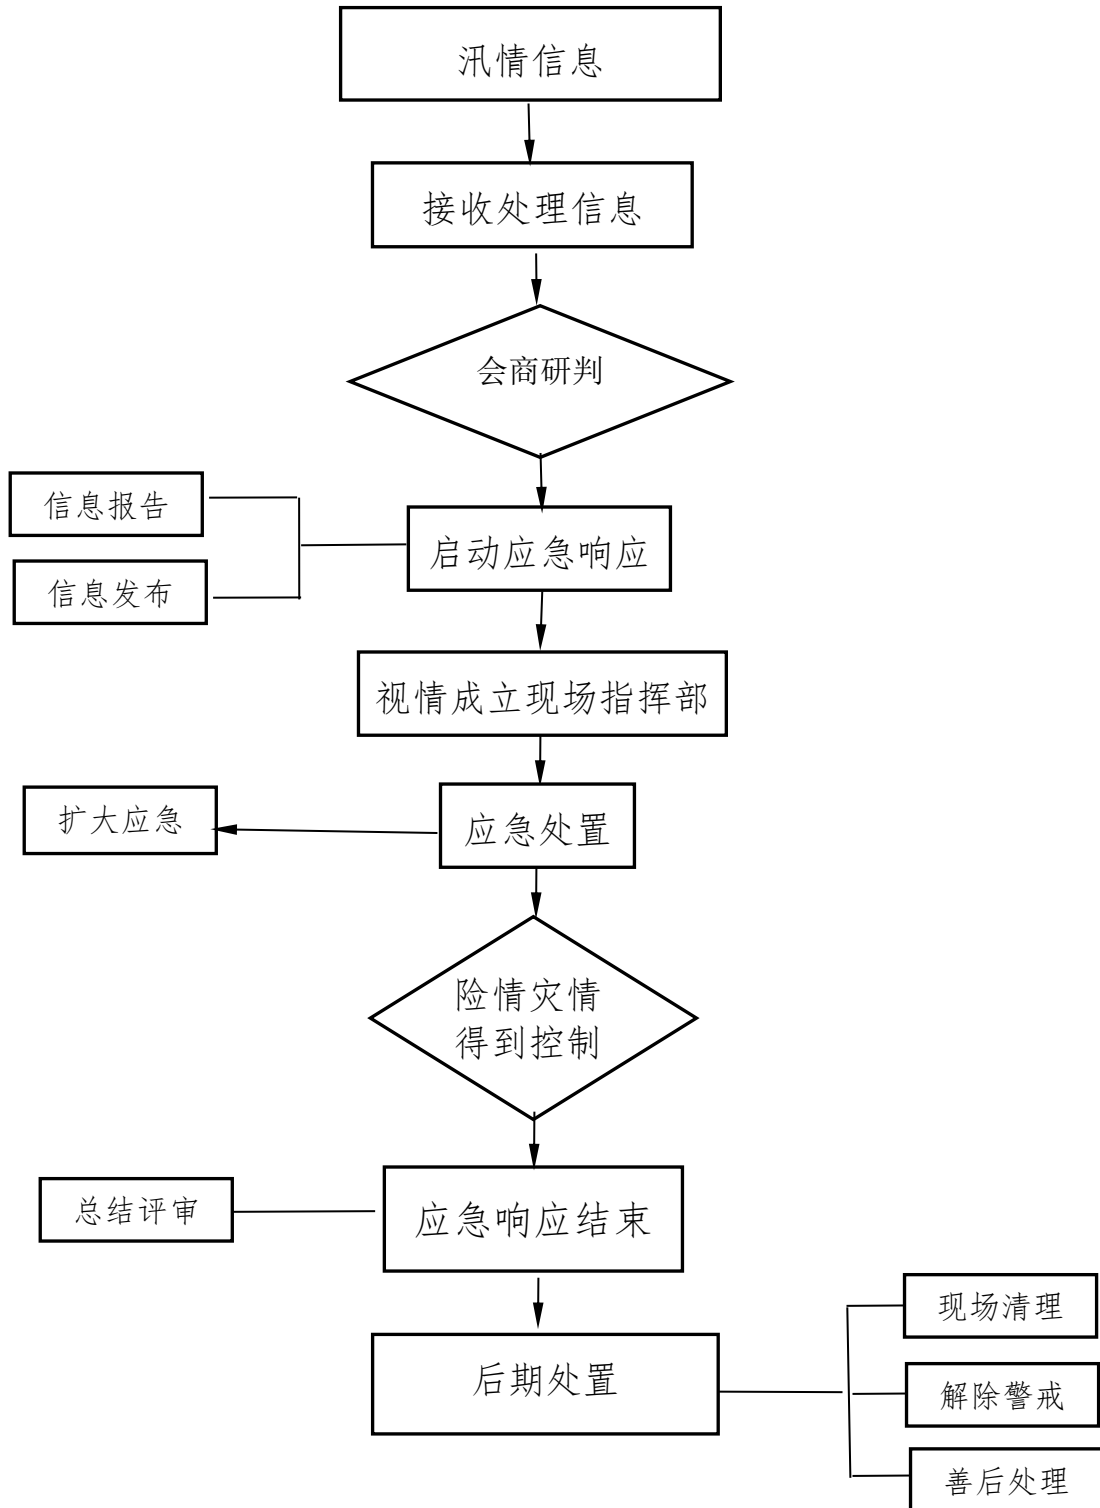 汛情信息
接收处理信息
会商研判
信息报告
启动应急响应
信息发布
视情成立现场指挥部
扩大应急
应急处置
险情灾情
得到控制
总结评审
应急响应结束
现场清理
后期处置
解除警戒
善后处理